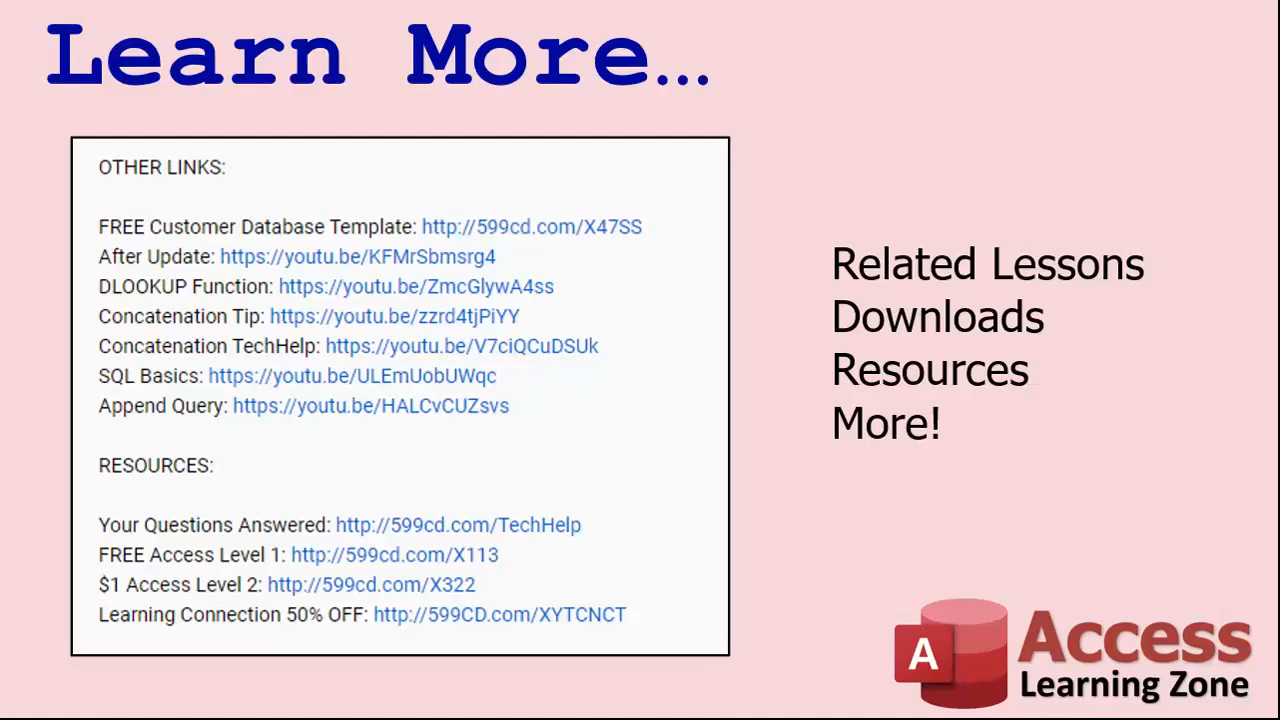 Learn More...
OTHER LINKS:
FREE Customer Database Template: http://599cd.com/X47SS
After Update: https://youtu.be/KFMrSbmsrg4
DLOOKUP Function: https://youtu.be/ZmcGlywA4ss
Concatenation Tip: https://youtu.be/zzrd4tjPiYY
Concatenation TechHelp: https://youtu.be/V7ciQCuDSUk
SQL Basics: https://youtu.be/ULEmUobUWqc
Append Query: https://youtu.be/HALCvCUZsvs
RESOURCES:
Your Questions Answered: http://599cd.com/TechHelp
FREE Access Level 1: http://599cd.com/X113
$1 Access Level 2: http://599cd.com/X322
Learning Connection 50% OFF: http://599CD.com/XYTCNCT
Related Lessons
Downloads
Resources
More!
A
Access
Learning Zone